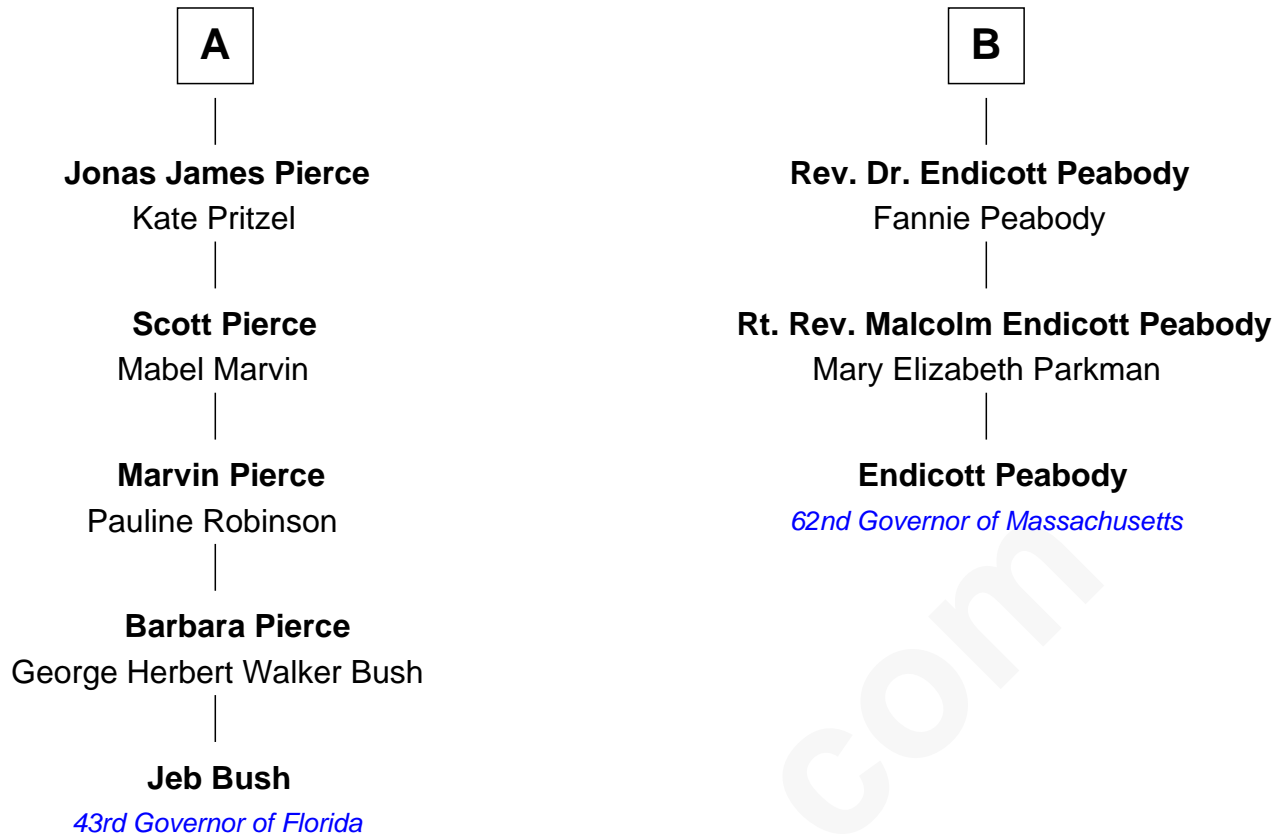 A
Jonas James Pierce
Kate Pritzel
Scott Pierce
Mabel Marvin
Marvin Pierce
Pauline Robinson
Barbara Pierce
George Herbert Walker Bush
Jeb Bush
43rd Governor of Florida
B
Rev. Dr. Endicott Peabody
Fannie Peabody
Rt. Rev. Malcolm Endicott Peabody
Mary Elizabeth Parkman
Endicott Peabody
62nd Governor of Massachusetts
com